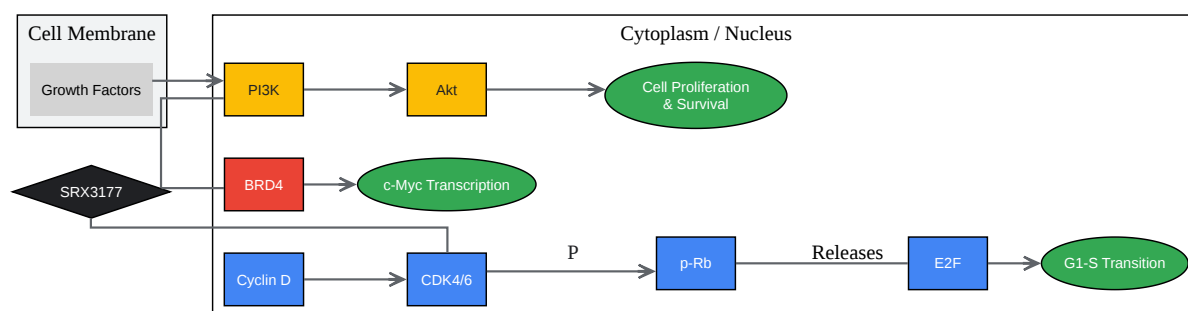 Cell Membrane
Cytoplasm / Nucleus
Growth Factors
PI3K
Akt
Cell Proliferation
& Survival
SRX3177
BRD4
c-Myc Transcription
Cyclin D
CDK4/6
P
p-Rb
Releases
E2F
G1-S Transition